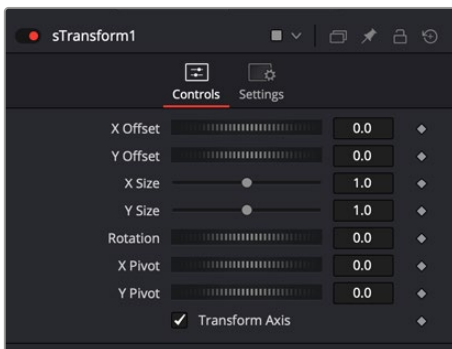 sTransform1
Controls Settings
X Offset 0.0
Y Offset 0.0
X Size 1.0
Y Size 1.0
Rotation 0.0
X Pivot 0.0
Y Pivot 0.0
Transform Axis